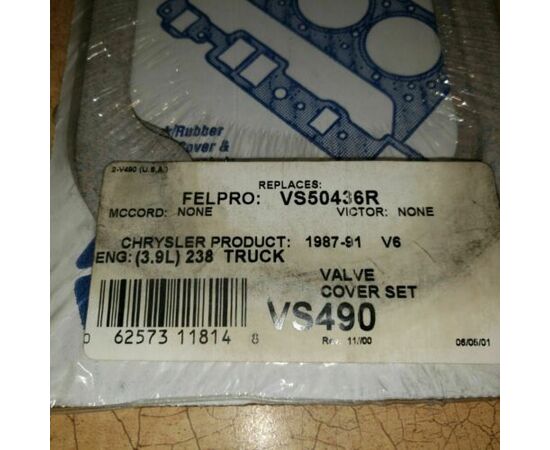 /Rubber
Cover &
2-V490 (U.S.A.)
REPLACES:
FELPRO: VS50436R
MCCORD: NONE VICTOR: NONE
CHRYSLER PRODUCT: 1987-91 V6
ENG: (3.9L) 238 TRUCK
VALVE
COVER SET
VS490
0 62573 11814 8
Rev. 11/00
06/05/01